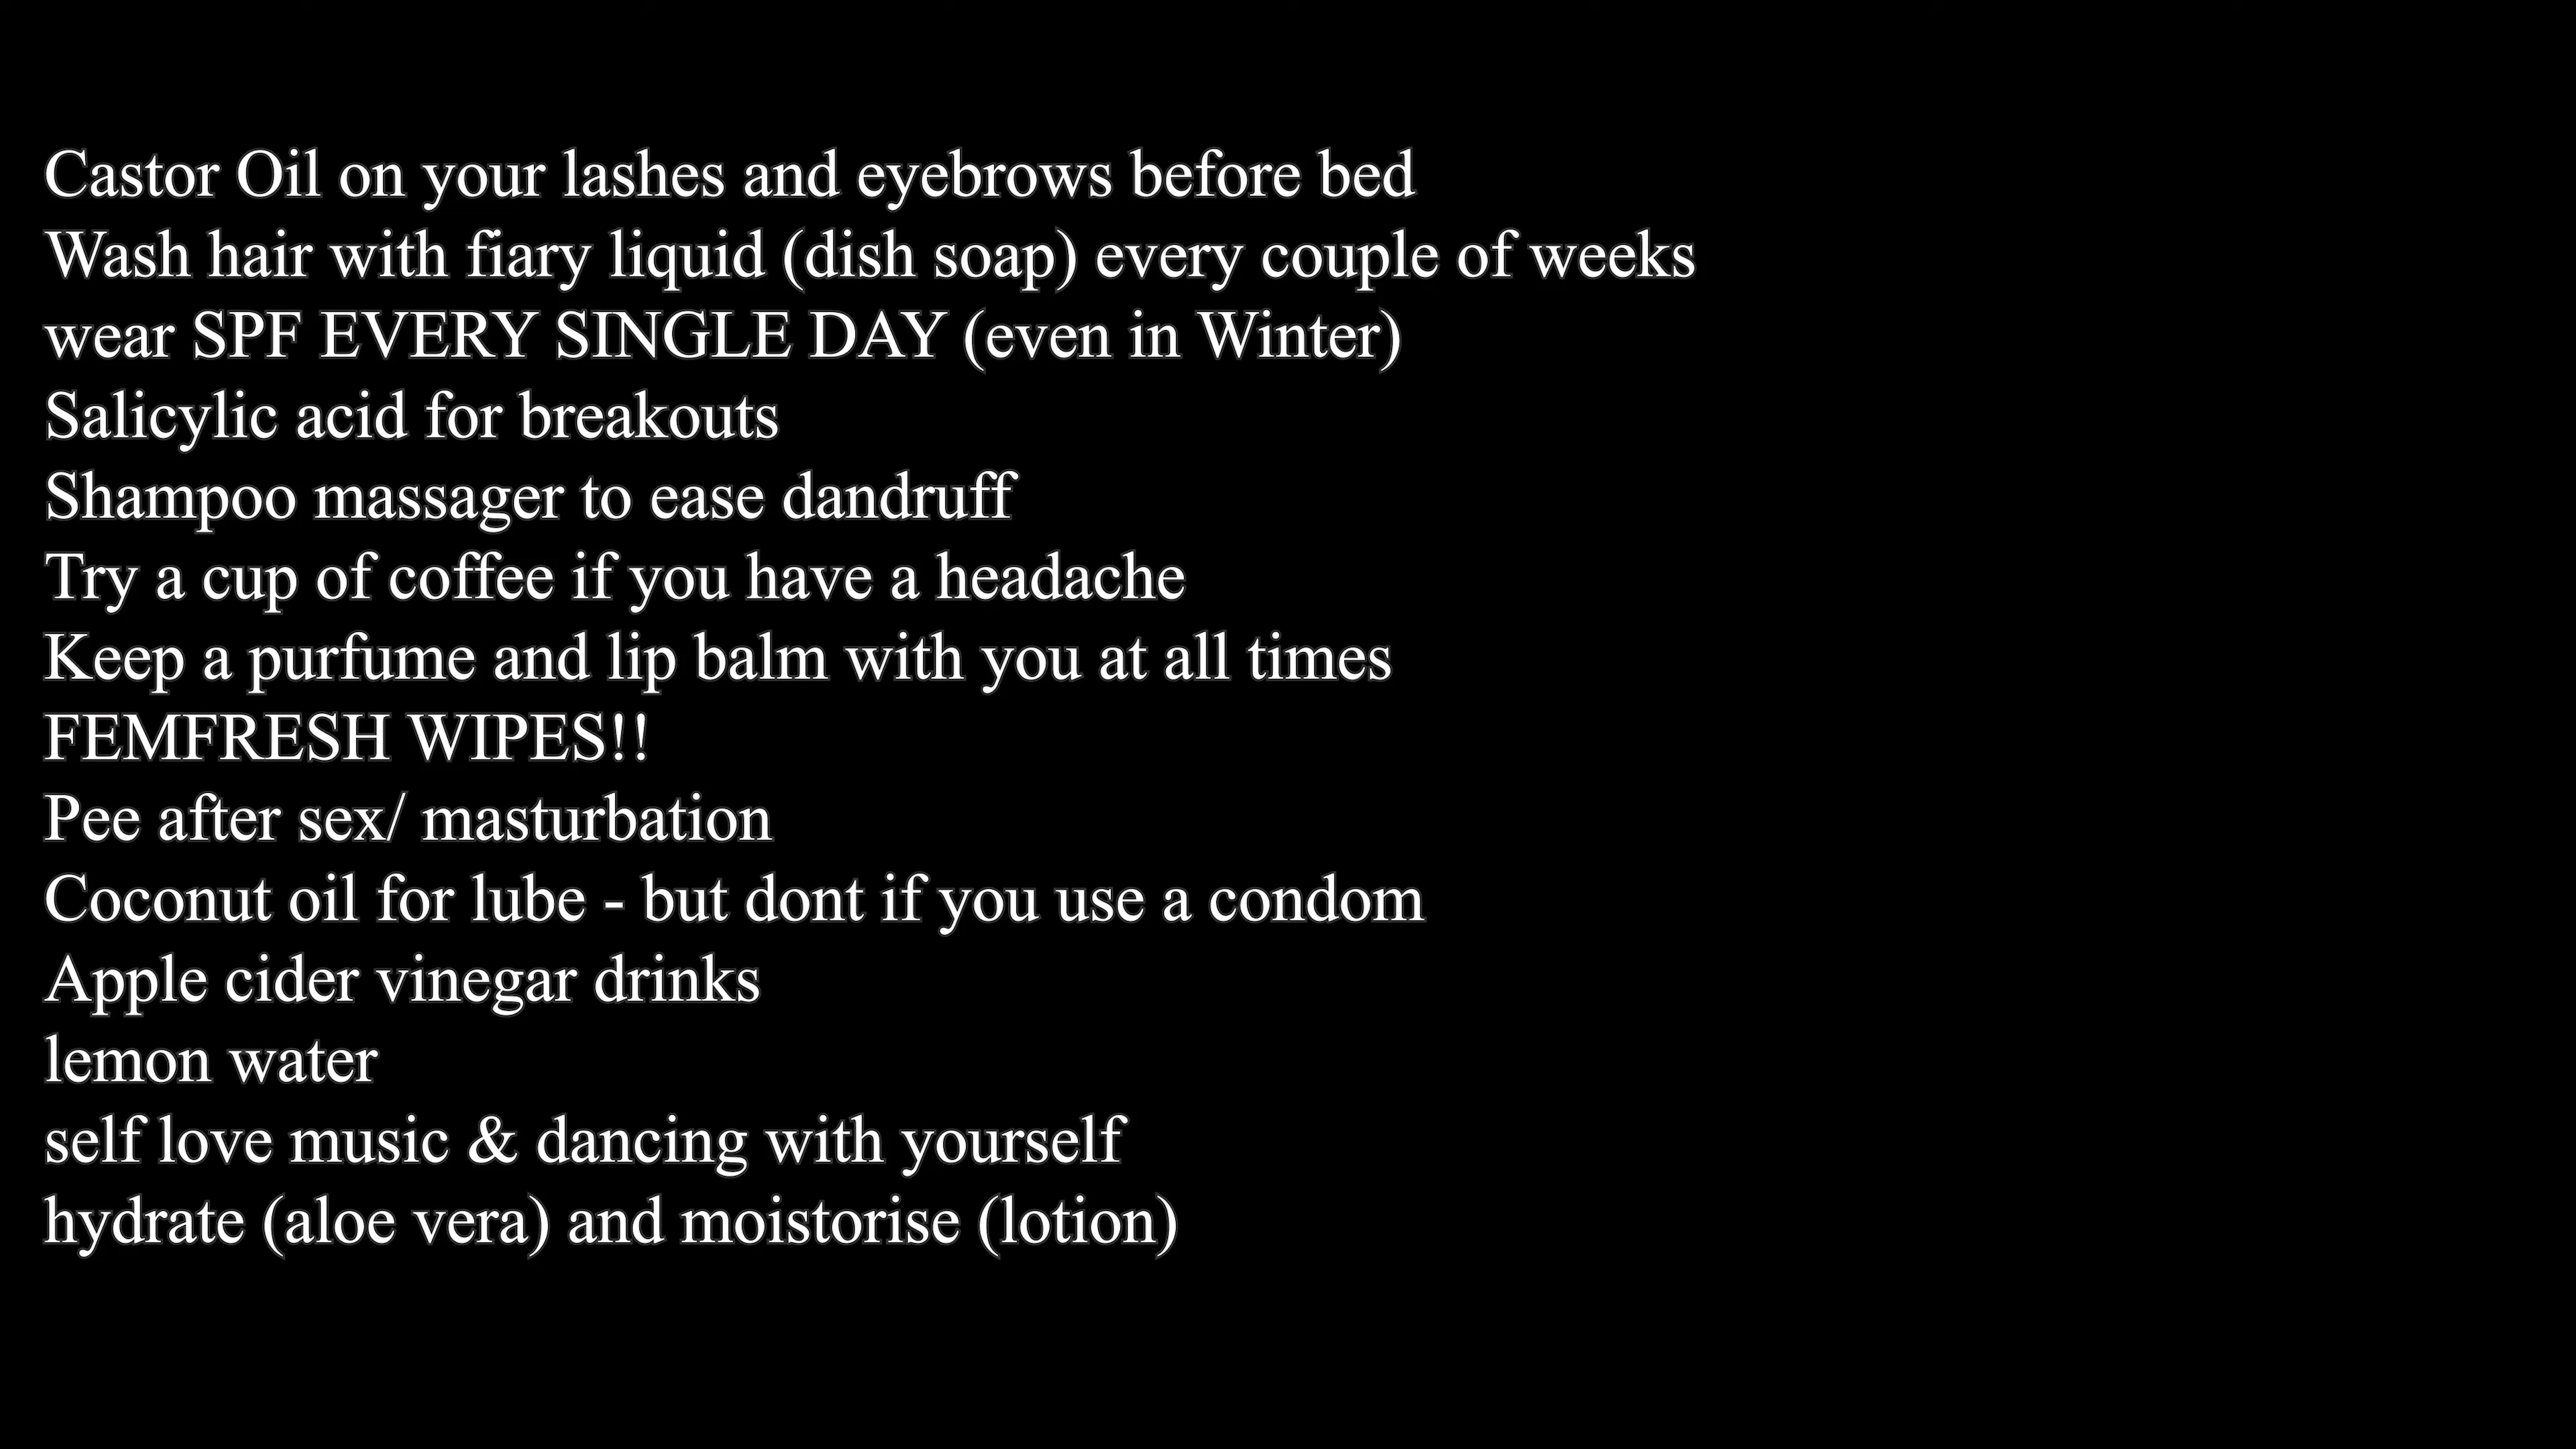 Castor Oil on your lashes and eyebrows before bed
Wash hair with fiary liquid (dish soap) every couple of weeks
wear SPF EVERY SINGLE DAY (even in Winter)
Salicylic acid for breakouts
Shampoo massager to ease dandruff
Try a cup of coffee if you have a headache
Keep a purfume and lip balm with you at all times
FEMFRESH WIPES!!
Pee after sex/ masturbation
Coconut oil for lube - but dont if you use a condom
Apple cider vinegar drinks
lemon water
self love music & dancing with yourself
hydrate (aloe vera) and moistorise (lotion)